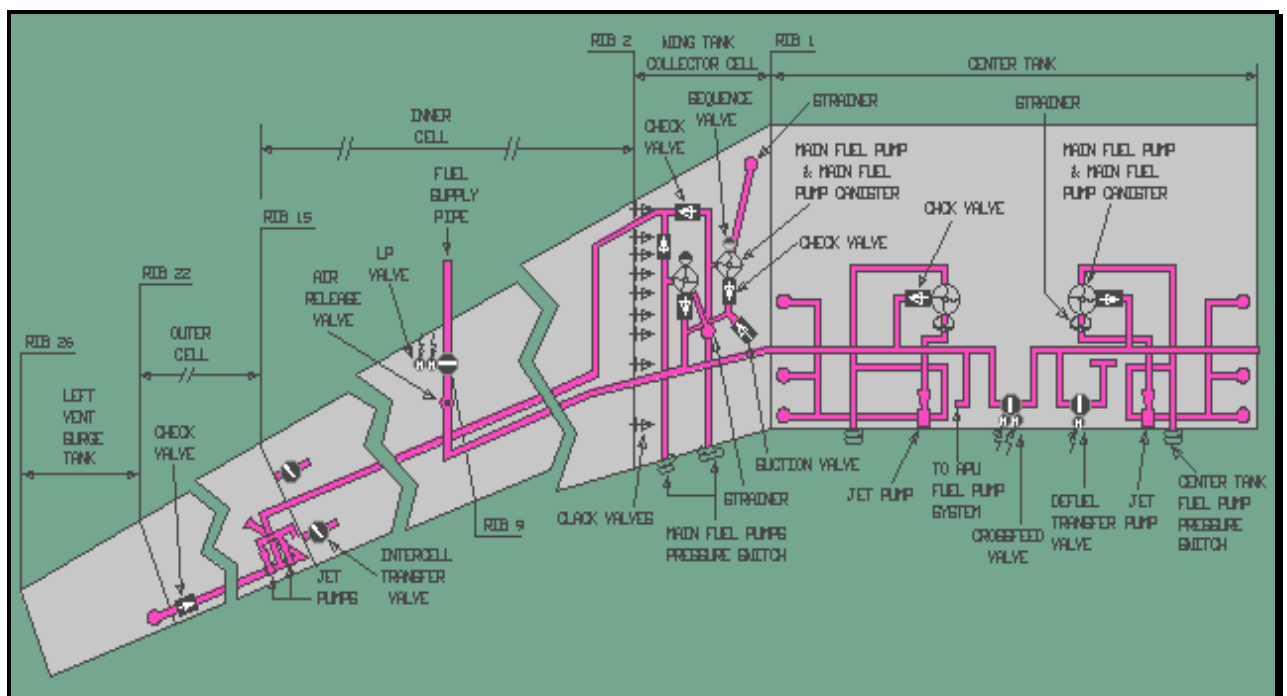 RIB 2
WING TANK
COLLECTOR CELL
RIB 1
CENTER TANK
STRAINER
STRAINER
SEQUENCE
VALVE
CHECK
VALVE
INNER
CELL
MAIN FUEL PUMP
& MAIN FUEL
PUMP CANISTER
MAIN FUEL PUMP
& MAIN FUEL
PUMP CANISTER
FUEL
SUPPLY
PIPE
RIB 15
CHCK VALVE
CHECK VALVE
LP
VALVE
RIB 22
AIR
RELEASE
VALVE
OUTER
CELL
RIB 26
M M
LEFT
VENT
SURGE
TANK
CHECK
VALVE
M M
M
SUCTION VALVE
JET PUMP
TO APU
FUEL PUMP
SYSTEM
CROSSFEED
VALVE
DEFUEL
TRANSFER
VALVE
JET
PUMP
CENTER TANK
FUEL PUMP
PRESSURE
SWITCH
STRAINER
CLACK VALVES
MAIN FUEL PUMPS
PRESSURE SWITCH
RIB 9
INTERCELL
TRANSFER
VALVE
JET
PUMPS